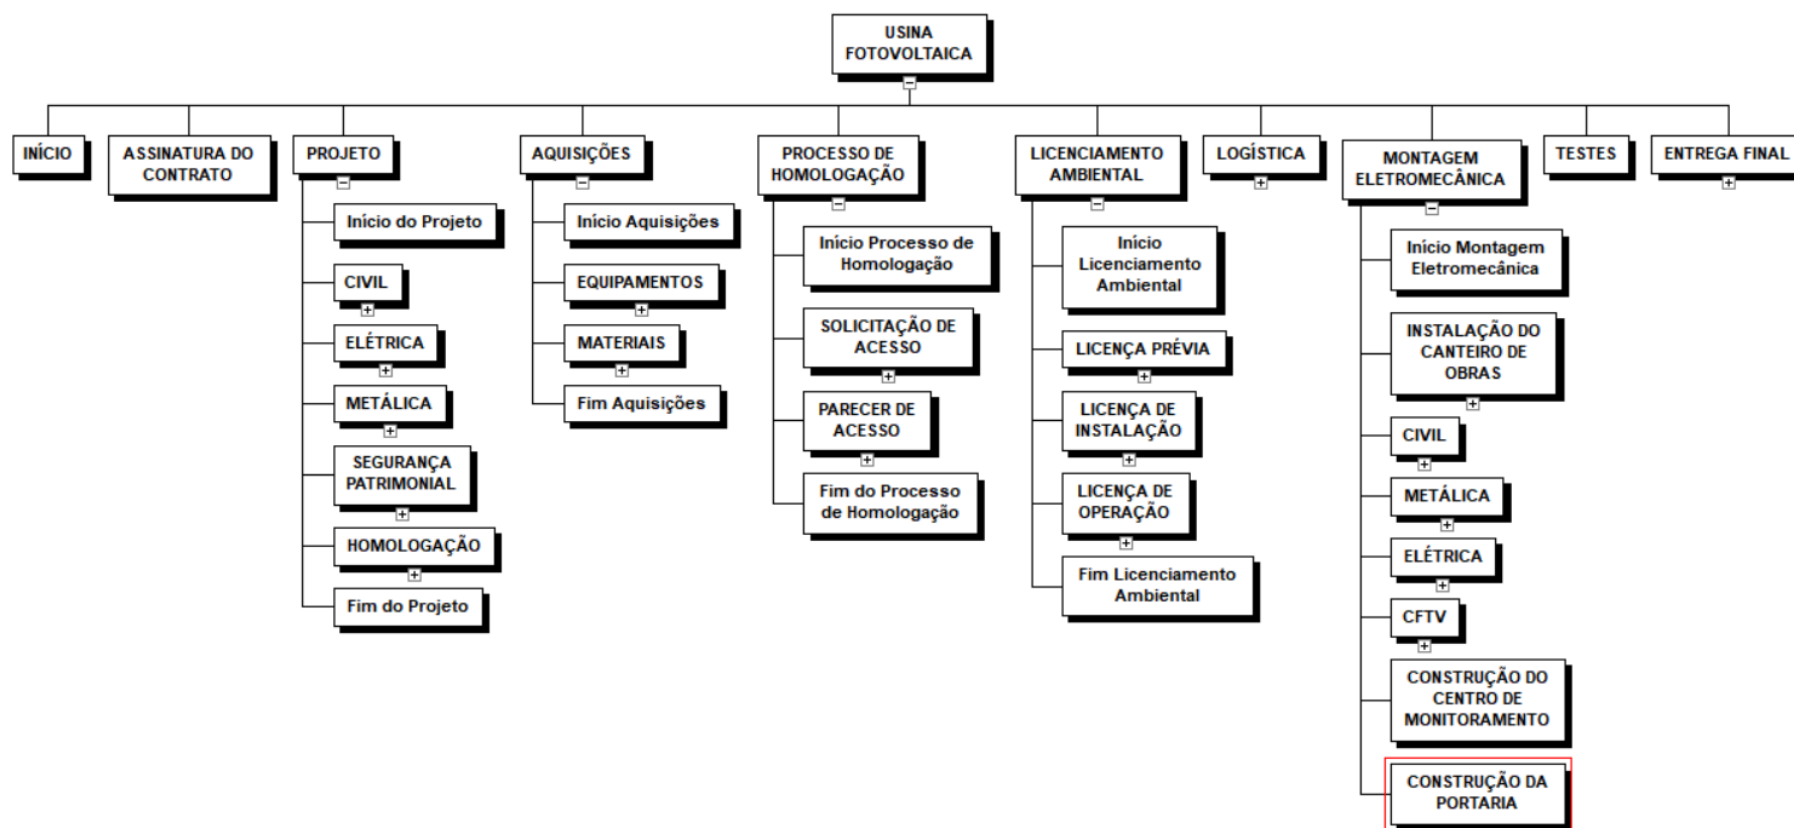 USINA
FOTOVOLTAICA
INÍCIO
ASSINATURA DO
CONTRATO
PROJETO
Início do Projeto
CIVIL
ELÉTRICA
METÁLICA
SEGURANÇA
PATRIMONIAL
HOMOLOGAÇÃO
Fim do Projeto
AQUISIÇÕES
Início Aquisições
EQUIPAMENTOS
MATERIAIS
Fim Aquisições
PROCESSO DE
HOMOLOGAÇÃO
Início Processo de
Homologação
SOLICITAÇÃO DE
ACESSO
PARECER DE
ACESSO
Fim do Processo
de Homologação
LICENCIAMENTO
AMBIENTAL
Início
Licenciamento
Ambiental
LICENÇA PRÉVIA
LICENÇA DE
INSTALAÇÃO
LICENÇA DE
OPERAÇÃO
Fim Licenciamento
Ambiental
LOGÍSTICA
MONTAGEM
ELETROMECÂNICA
Início Montagem
Eletromecânica
INSTALAÇÃO DO
CANTEIRO DE
OBRAS
CIVIL
METÁLICA
ELÉTRICA
CFTV
CONSTRUÇÃO DO
CENTRO DE
MONITORAMENTO
CONSTRUÇÃO DA
PORTARIA
TESTES
ENTREGA FINAL